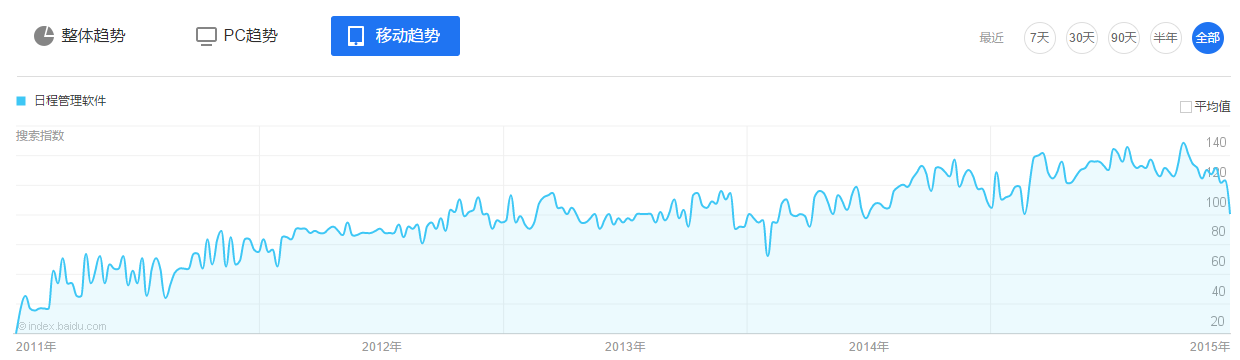 整体趋势 PC趋势 移动趋势 最近 7天 30天 90天 半年 全部
日程管理软件
平均值
搜索指数
140
120
100
80
60
40
20
©index.baidu.com
2011年 2012年 2013年 2014年 2015年